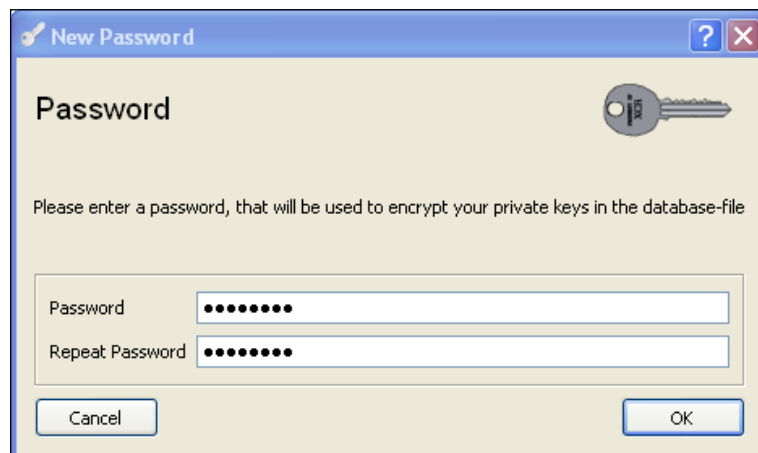 New Password
Password
XCA
Please enter a password, that will be used to encrypt your private keys in the database-file
Password ●●●●●●●●
Repeat Password ●●●●●●●●
Cancel OK